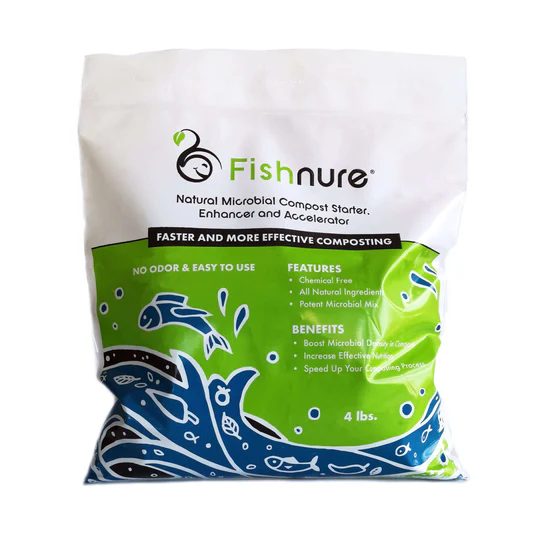 Fishnure®
Natural Microbial Compost Starter,
Enhancer and Accelerator
FASTER AND MORE EFFECTIVE COMPOSTING
NO ODOR & EASY TO USE
FEATURES
• Chemical Free
• All Natural Ingredients
• Potent Microbial Mix
BENEFITS
• Boost Microbial Density in Compost
• Increase Effective Nutrition
• Speed Up Your Composting Process
4 lbs.